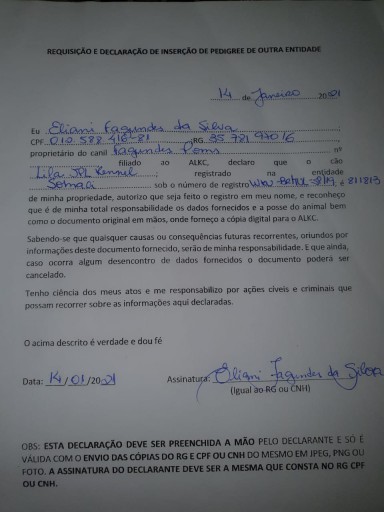 REQUISIÇÃO E DECLARAÇÃO DE INSERÇÃO DE PEDIGREE DE OUTRA ENTIDADE
14 de Janeiro 2021
Eu Eliani Fagundes da Silva
CPF 010 588 416-81 RG 35 781 970 16
proprietário do canil Fagundes Poms nº
filiado ao ALKC, declaro que o cão
Lila JPL Kennel registrado na entidade
Sobraci sob o número de registro é 811813
de minha propriedade, autorizo que seja feito o registro em meu nome, e reconheço
que é de minha total responsabilidade os dados fornecidos e a posse do animal bem
como o documento original em mãos, onde forneço a cópia digital para o ALKC.
Sabendo-se que quaisquer causas ou consequências futuras recorrentes, oriundos por
informações deste documento fornecido, serão de minha responsabilidade. E que ainda,
caso ocorra algum desencontro de dados fornecidos o documento poderá ser
cancelado.
Tenho ciência dos meus atos e me responsabilizo por ações cíveis e criminais que
possam recorrer sobre as informações aqui declaradas.
O acima descrito é verdade e dou fé
Data: 14/01/2021 Assinatura: Eliani Fagundes da Silva
(Igual ao RG ou CNH)
OBS: ESTA DECLARAÇÃO DEVE SER PREENCHIDA A MÃO PELO DECLARANTE E SÓ É
VÁLIDA COM O ENVIO DAS CÓPIAS DO RG E CPF OU CNH DO MESMO EM JPEG, PNG OU
FOTO. A ASSINATURA DO DECLARANTE DEVE SER A MESMA QUE CONSTA NO RG CPF
OU CNH.